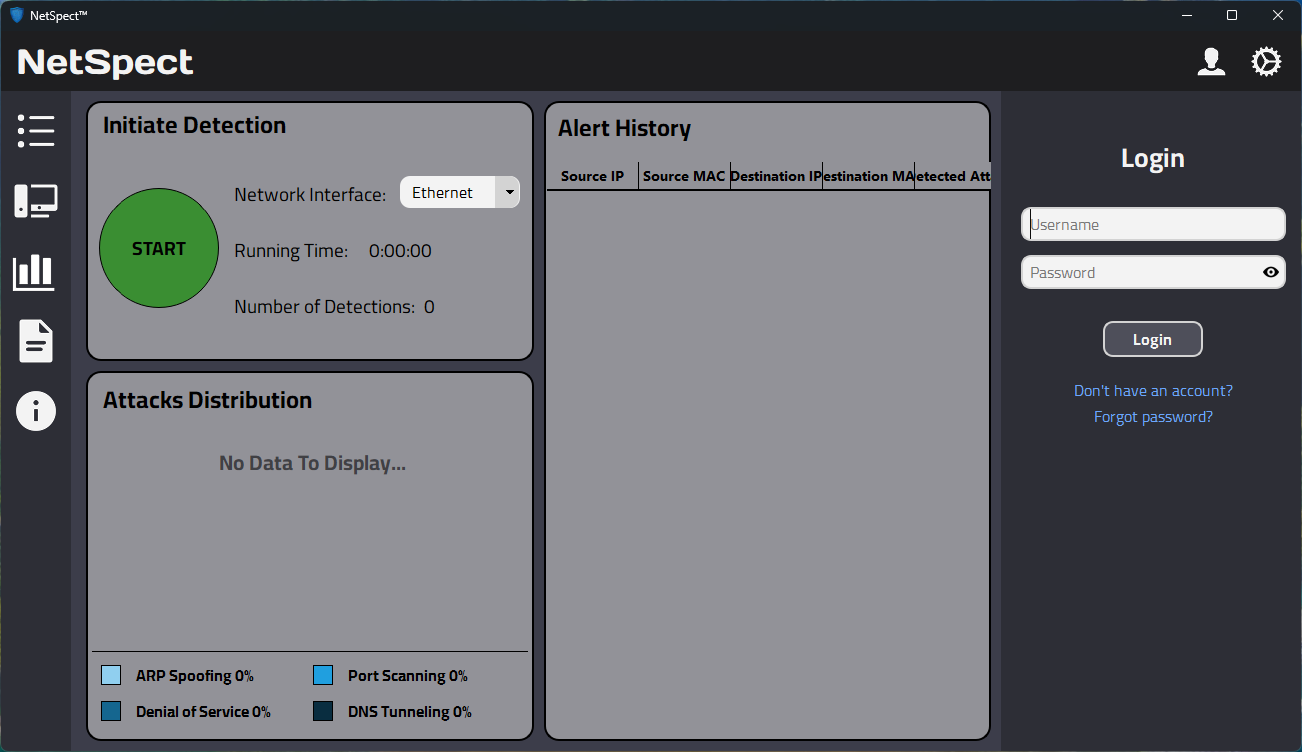 NetSpect™
NetSpect
Initiate Detection
START
Network Interface: Ethernet
Running Time: 0:00:00
Number of Detections: 0
Attacks Distribution
No Data To Display...
ARP Spoofing 0% Port Scanning 0%
Denial of Service 0% DNS Tunneling 0%
Alert History
Source IP Source MAC Destination IP estination MA etected Att
Login
Username
Password
Login
Don't have an account?
Forgot password?